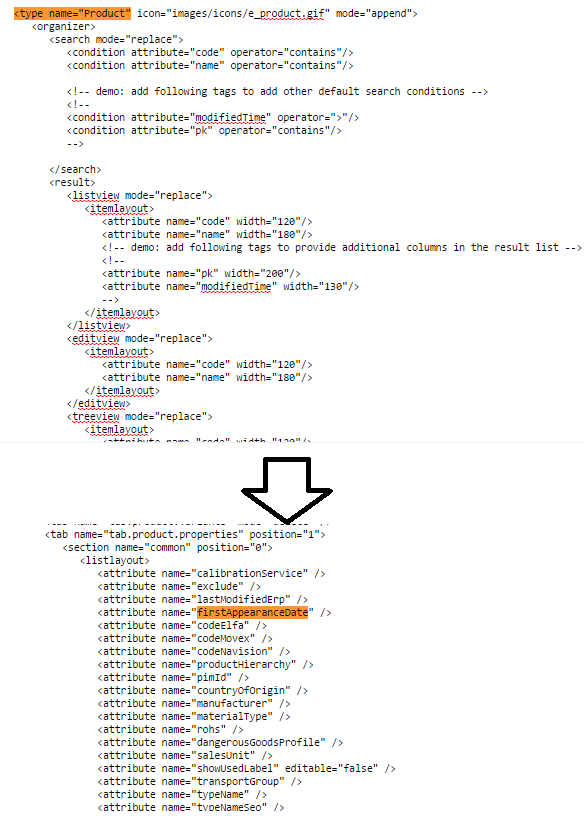 <type name="Product" icon="images/icons/e_product.gif" mode="append">
<organizer>
<search mode="replace">
<condition attribute="code" operator="contains"/>
<condition attribute="name" operator="contains"/>
<!-- demo: add following tags to add other default search conditions -->
<!--
<condition attribute="modifiedTime" operator=">"/>
<condition attribute="pk" operator="contains"/>
-->
</search>
<result>
<listview mode="replace">
<itemlayout>
<attribute name="code" width="120"/>
<attribute name="name" width="180"/>
<!-- demo: add following tags to provide additional columns in the result list -->
<!--
<attribute name="pk" width="200"/>
<attribute name="modifiedTime" width="130"/>
-->
</itemlayout>
</listview>
<editview mode="replace">
<itemlayout>
<attribute name="code" width="120"/>
<attribute name="name" width="180"/>
</itemlayout>
</editview>
<treeview mode="replace">
<itemlayout>
<attribute name="code" width="120"/>
<tab name="tab.product.properties" position="1">
<section name="common" position="0">
<listlayout>
<attribute name="calibrationService" />
<attribute name="exclude" />
<attribute name="lastModifiedErp" />
<attribute name="firstAppearanceDate" />
<attribute name="codeElfa" />
<attribute name="codeMovex" />
<attribute name="codeNavision" />
<attribute name="productHierarchy" />
<attribute name="pimId" />
<attribute name="countryOfOrigin" />
<attribute name="manufacturer" />
<attribute name="materialType" />
<attribute name="rohs" />
<attribute name="dangerousGoodsProfile" />
<attribute name="salesUnit" />
<attribute name="showUsedLabel" editable="false" />
<attribute name="transportGroup" />
<attribute name="typeName" />
<attribute name="typeNameSeo" />